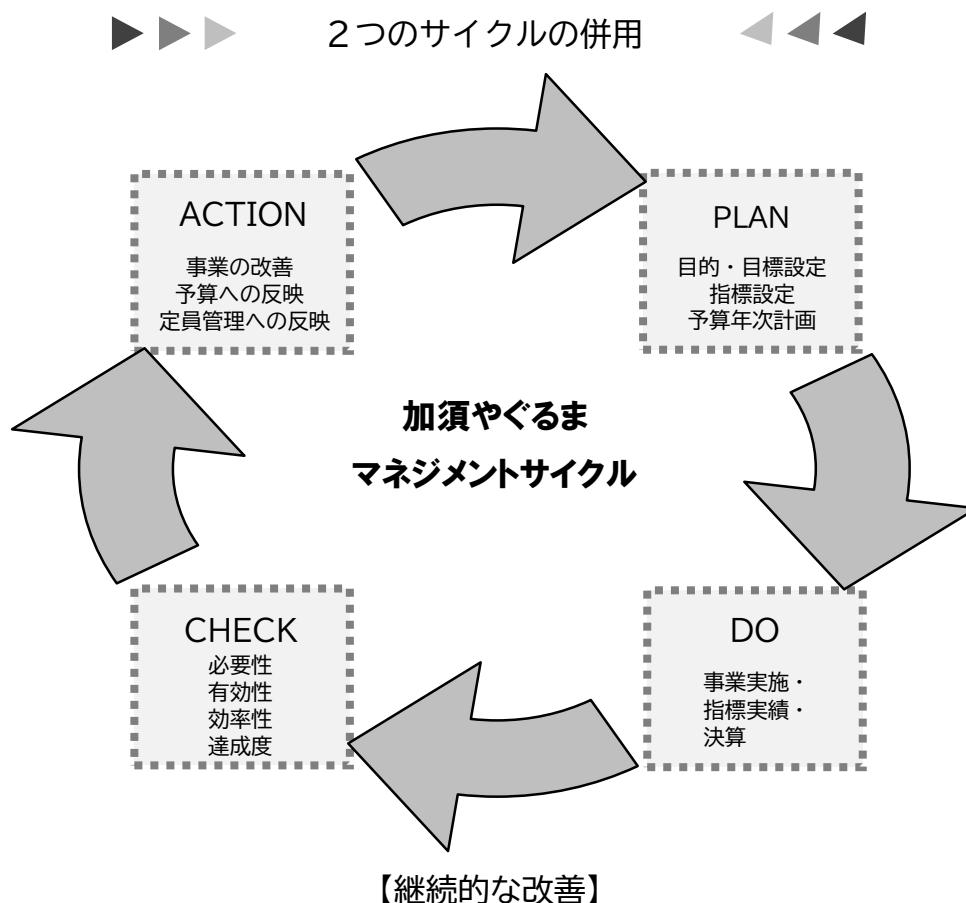 ２つのサイクルの併用
ACTION
事業の改善
予算への反映
定員管理への反映
PLAN
目的・目標設定
指標設定
予算年次計画
加須やぐるま
マネジメントサイクル
CHECK
必要性
有効性
効率性
達成度
DO
事業実施・
指標実績・
決算
【継続的な改善】